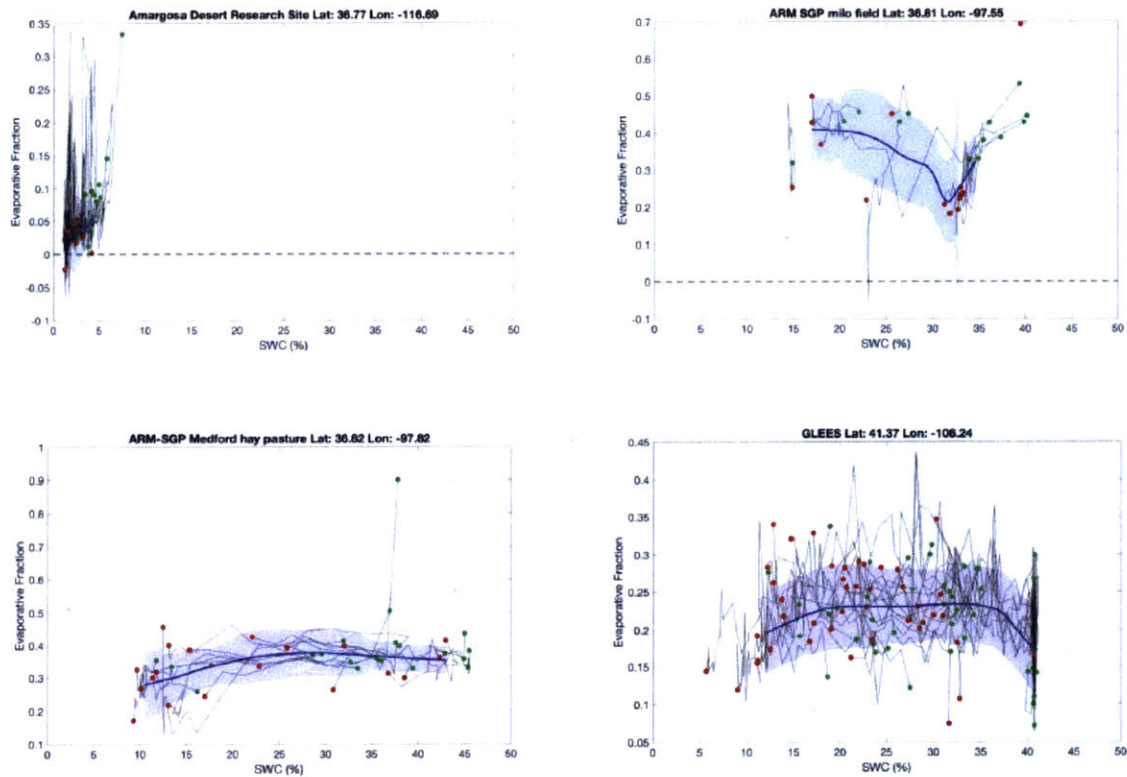 Amargosa Desert Research Site Lat: 36.77 Lon: -116.69
Evaporative Fraction
0.35
0.3
0.25
0.2
0.15
0.1
0.05
0
-0.05
-0.1
0 5 10 15 20 25 30 35 40 45 50
SWC (%)
ARM SGP milo field Lat: 36.81 Lon: -97.55
Evaporative Fraction
0.7
0.6
0.5
0.4
0.3
0.2
0.1
0
-0.1
0 5 10 15 20 25 30 35 40 45 50
SWC (%)
ARM-SGP Medford hay pasture Lat: 36.82 Lon: -97.82
Evaporative Fraction
1
0.9
0.8
0.7
0.6
0.5
0.4
0.3
0.2
0.1
0 5 10 15 20 25 30 35 40 45 50
SWC (%)
GLEES Lat: 41.37 Lon: -106.24
Evaporative Fraction
0.45
0.4
0.35
0.3
0.25
0.2
0.15
0.1
0.05
0 5 10 15 20 25 30 35 40 45 50
SWC (%)